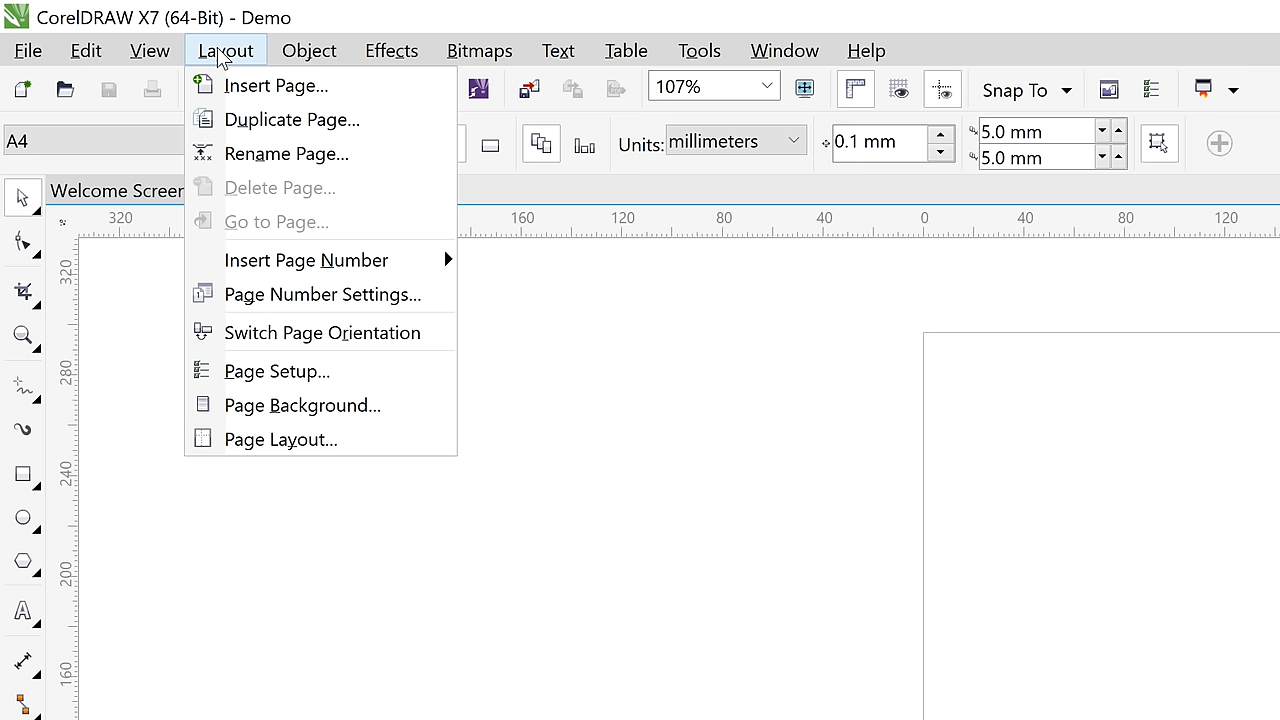 CorelDRAW X7 (64-Bit) - Demo
File Edit View Layout Object Effects Bitmaps Text Table Tools Window Help
107% Snap To
A4 Units: millimeters 0.1 mm 5.0 mm
5.0 mm
Insert Page...
Duplicate Page...
Rename Page...
Delete Page...
Go to Page...
Insert Page Number
Page Number Settings...
Switch Page Orientation
Page Setup...
Page Background...
Page Layout...
Welcome Screen
320 160 120 80 40 0 40 80 120
320
280
240
200
160